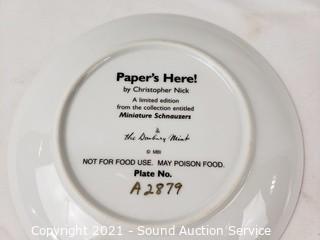 Paper's Here!
by Christopher Nick
A limited edition
from the collection entitled
Miniature Schnauzers
&
the Danbury Mint
© MBI
NOT FOR FOOD USE. MAY POISON FOOD.
Plate No.
A2879
Copyright 2021 - Sound Auction Service